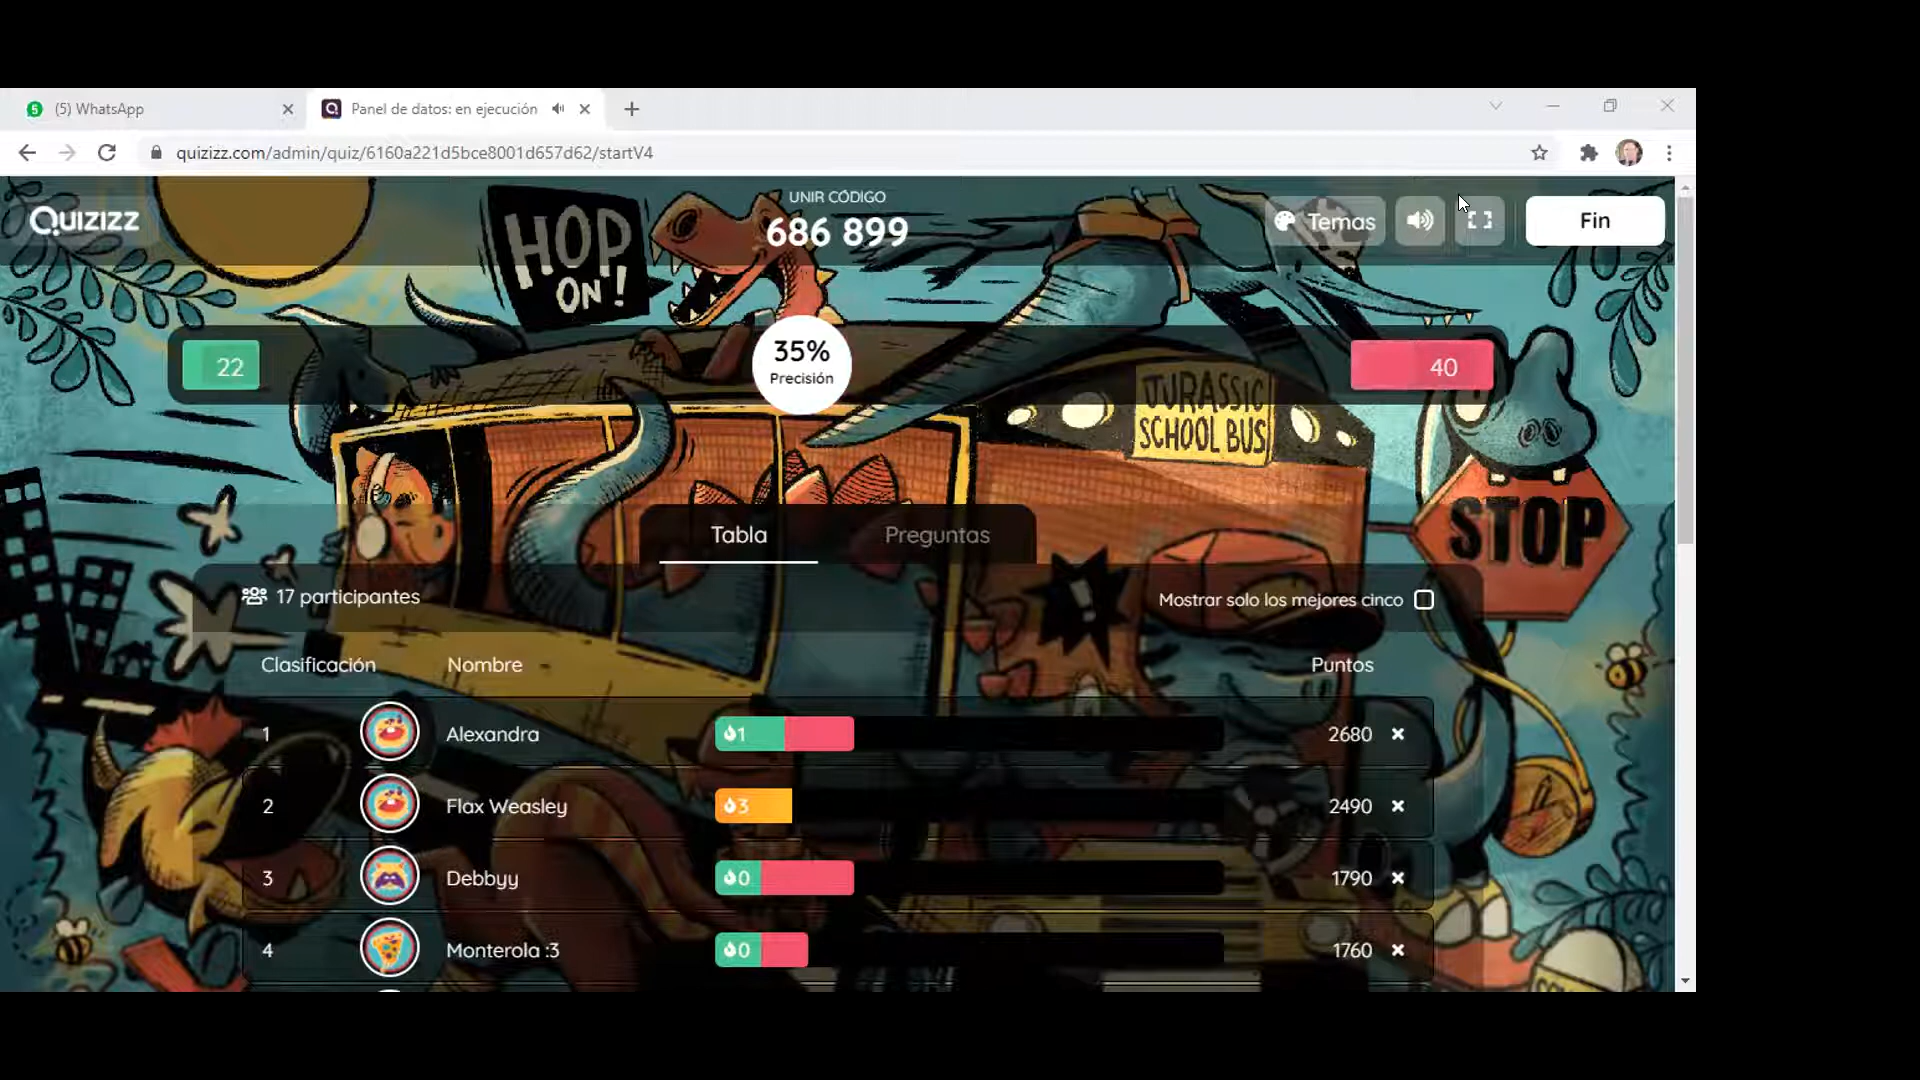 (5) WhatsApp
Panel de datos: en ejecución
quizizz.com/admin/quiz/6160a221d5bce8001d657d62/startV4
Quizizz
HOP
ON!
UNIR CÓDIGO
686 899
Temas
Fin
22
35%
Precisión
40
JURASSIC
SCHOOL BUS
STOP
Tabla
Preguntas
17 participantes
Mostrar solo los mejores cinco
Clasificación
Nombre
Puntos
1 Alexandra 1 2680
2 Flax Weasley 3 2490
3 Debbyy 0 1790
4 Monterola :3 0 1760